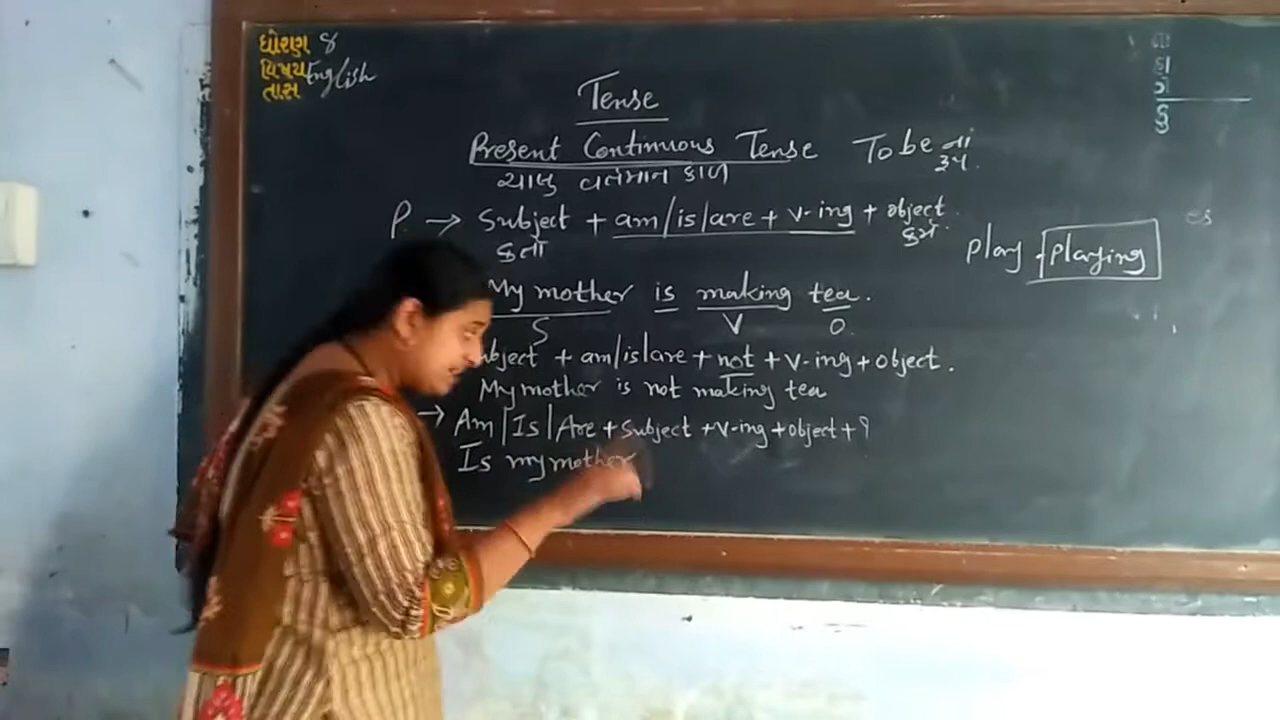 ધોરણ ૪
વિષય English
તાસ
Tense
Present Continuous Tense To be નાં
રૂપ.
ચાલુ વર્તમાન કાળ
P. → Subject + am/is/are + v-ing + object.
કર્તા કર્મ
Play - Playing
es
My mother is making tea.
S V O.
ubject + am/is/are + not + v-ing + object.
My mother is not making tea
→ Am/Is/Are + Subject + v-ing + object + ?
Is my mother